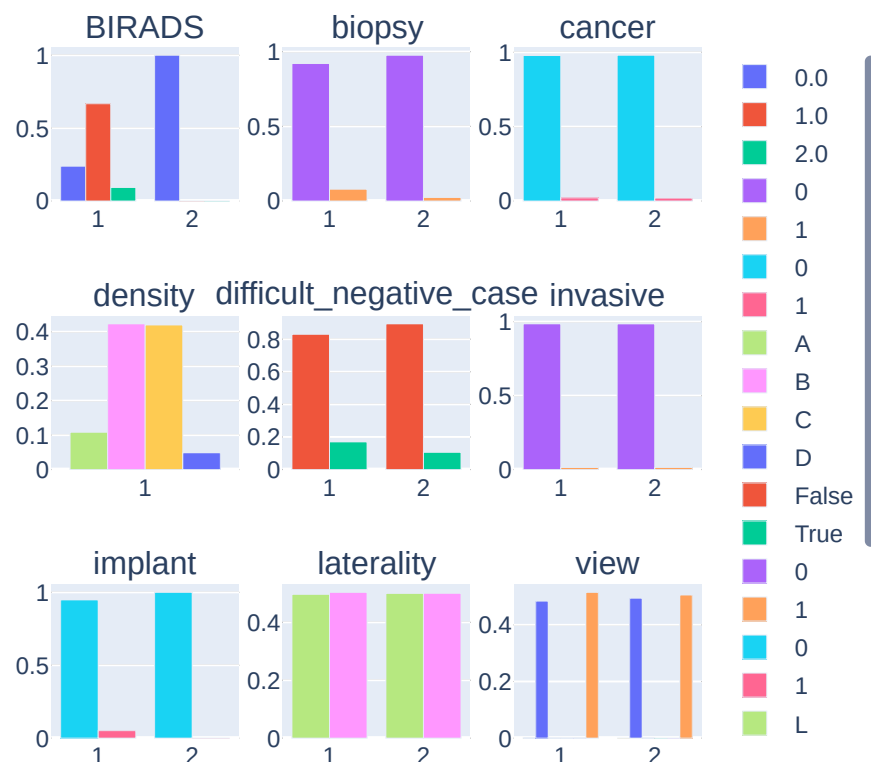 BIRADS biopsy cancer
1 1 1
0.5 0.5 0.5
0 0 0
1 2 1 2 1 2
density difficult_negative_case invasive
0.4 0.8 1
0.3 0.6
0.2 0.4 0.5
0.1 0.2
0 0 0
1 1 2 1 2
implant laterality view
1 0.4 0.4
0.5 0.2 0.2
0 0 0
1 2 1 2 1 2
0.0
1.0
2.0
0
1
0
1
A
B
C
D
False
True
0
1
0
1
L